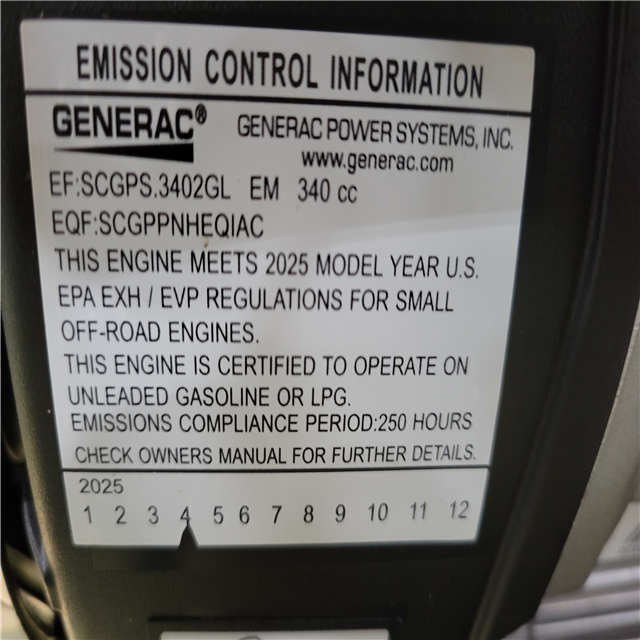 EMISSION CONTROL INFORMATION
GENERAC® GENERAC POWER SYSTEMS, INC.
www.generac.com
EF:SCGPS.3402GL EM 340 cc
EQF:SCGPPNHEQIAC
THIS ENGINE MEETS 2025 MODEL YEAR U.S.
EPA EXH / EVP REGULATIONS FOR SMALL
OFF-ROAD ENGINES.
THIS ENGINE IS CERTIFIED TO OPERATE ON
UNLEADED GASOLINE OR LPG.
EMISSIONS COMPLIANCE PERIOD:250 HOURS
CHECK OWNERS MANUAL FOR FURTHER DETAILS.
2025
1 2 3 4 5 6 7 8 9 10 11 12